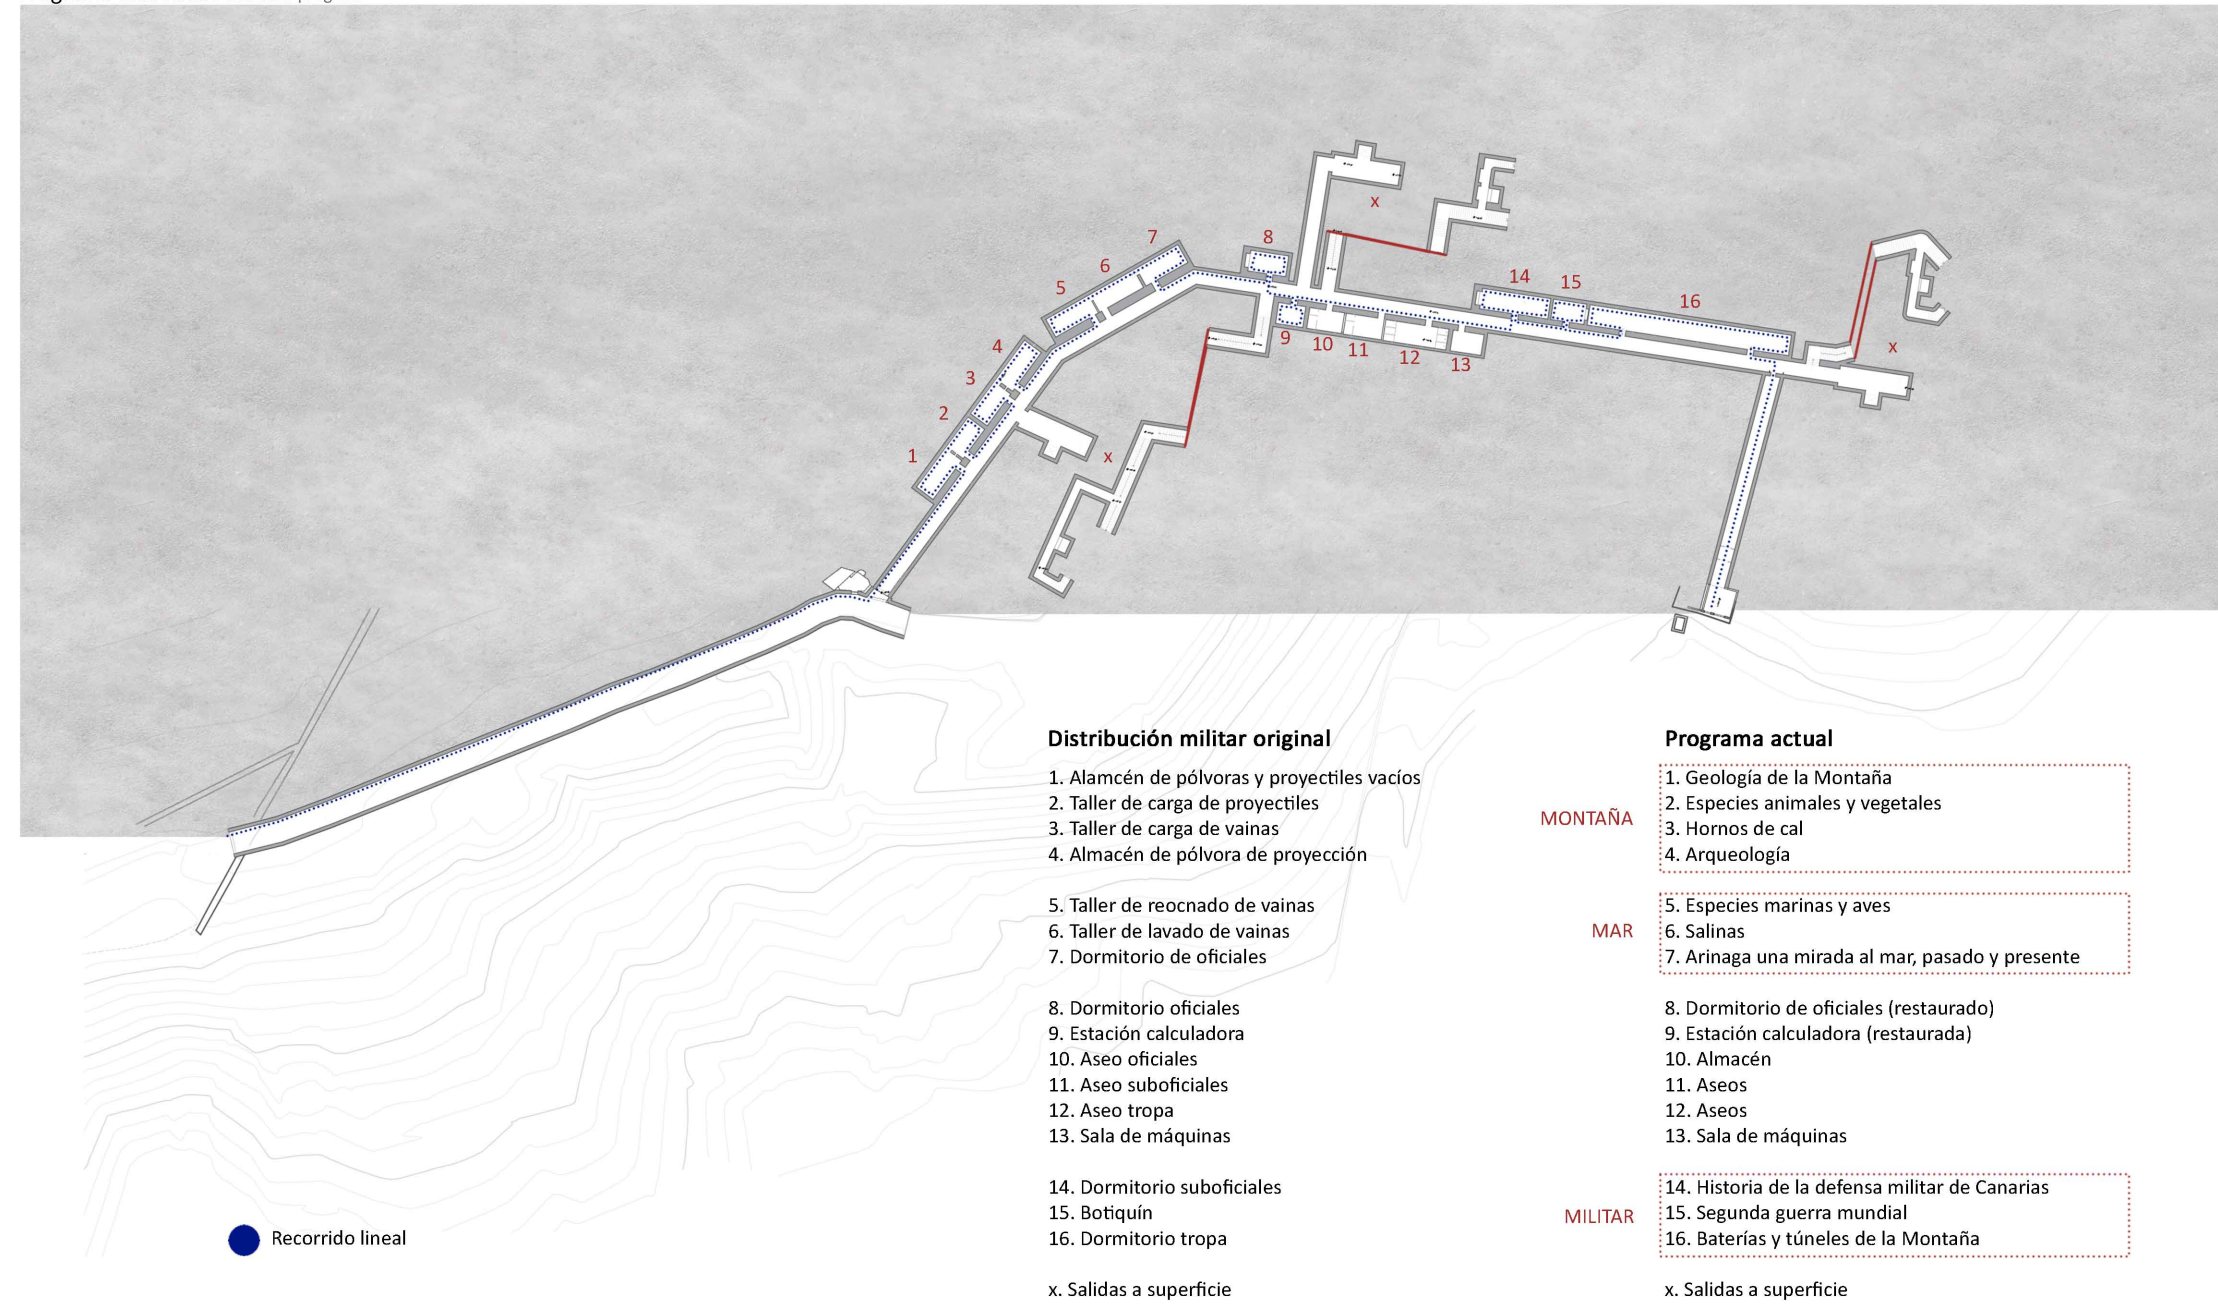 x
7
8
6
5
14
15
16
4
9
10
11
12
13
x
3
2
1
x
Distribución militar original
1. Alamcén de pólvoras y proyectiles vacíos
2. Taller de carga de proyectiles
3. Taller de carga de vainas
4. Almacén de pólvora de proyección
5. Taller de reocnado de vainas
6. Taller de lavado de vainas
7. Dormitorio de oficiales
8. Dormitorio oficiales
9. Estación calculadora
10. Aseo oficiales
11. Aseo suboficiales
12. Aseo tropa
13. Sala de máquinas
14. Dormitorio suboficiales
15. Botiquín
16. Dormitorio tropa
x. Salidas a superficie
Programa actual
MONTAÑA
1. Geología de la Montaña
2. Especies animales y vegetales
3. Hornos de cal
4. Arqueología
MAR
5. Especies marinas y aves
6. Salinas
7. Arinaga una mirada al mar, pasado y presente
8. Dormitorio de oficiales (restaurado)
9. Estación calculadora (restaurada)
10. Almacén
11. Aseos
12. Aseos
13. Sala de máquinas
MILITAR
14. Historia de la defensa militar de Canarias
15. Segunda guerra mundial
16. Baterías y túneles de la Montaña
x. Salidas a superficie
Recorrido lineal